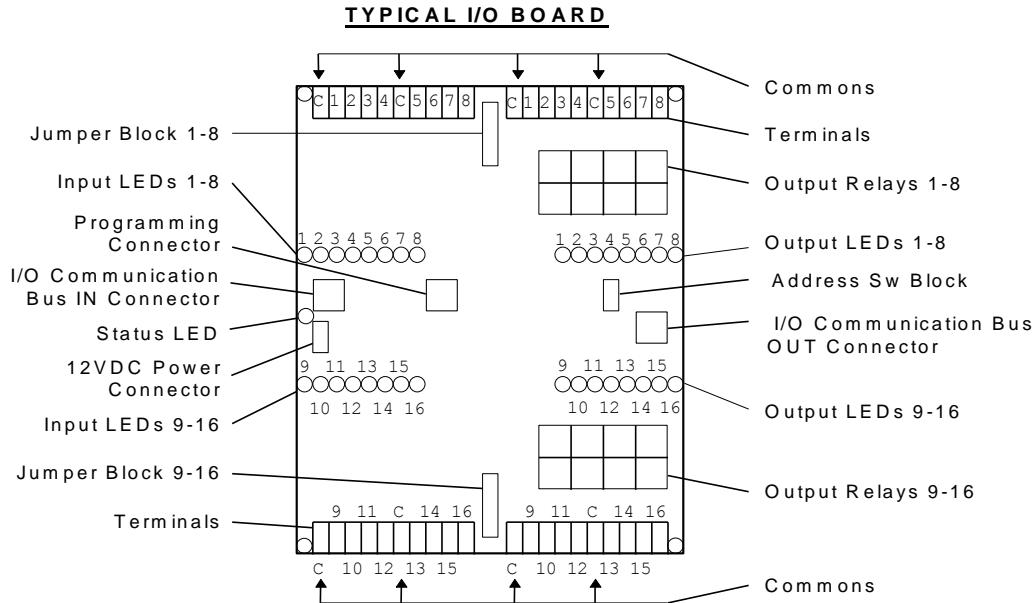 TYPICAL I/O BOARD
Commons
C 1 2 3 4 C 5 6 7 8 C 1 2 3 4 C 5 6 7 8
Jumper Block 1-8
Terminals
Input LEDs 1-8
Output Relays 1-8
Programming
Connector
1 2 3 4 5 6 7 8 1 2 3 4 5 6 7 8
Output LEDs 1-8
I/O Communication
Bus IN Connector
Address Sw Block
Status LED
I/O Communication Bus
OUT Connector
12VDC Power
Connector
9 11 13 15 9 11 13 15
10 12 14 16 10 12 14 16
Input LEDs 9-16
Output LEDs 9-16
Jumper Block 9-16
Output Relays 9-16
Terminals
9 11 C 14 16 9 11 C 14 16
C 10 12 13 15 C 10 12 13 15
Commons